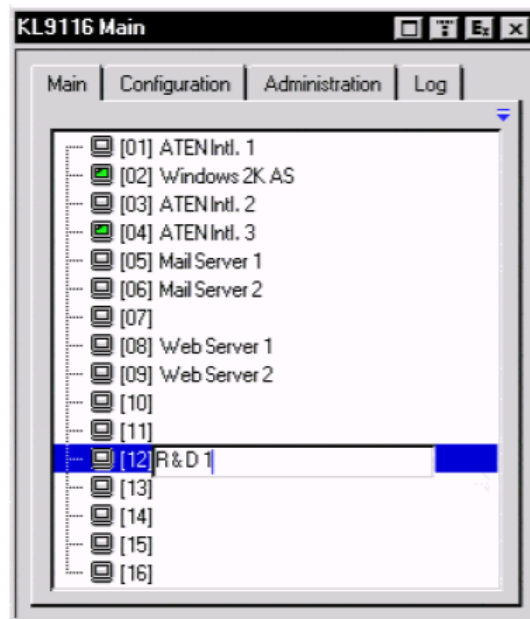 KL9116 Main
Main Configuration Administration Log
[01] ATEN Intl. 1
[02] Windows 2K AS
[03] ATEN Intl. 2
[04] ATEN Intl. 3
[05] Mail Server 1
[06] Mail Server 2
[07]
[08] Web Server 1
[09] Web Server 2
[10]
[11]
[12] R & D 1
[13]
[14]
[15]
[16]